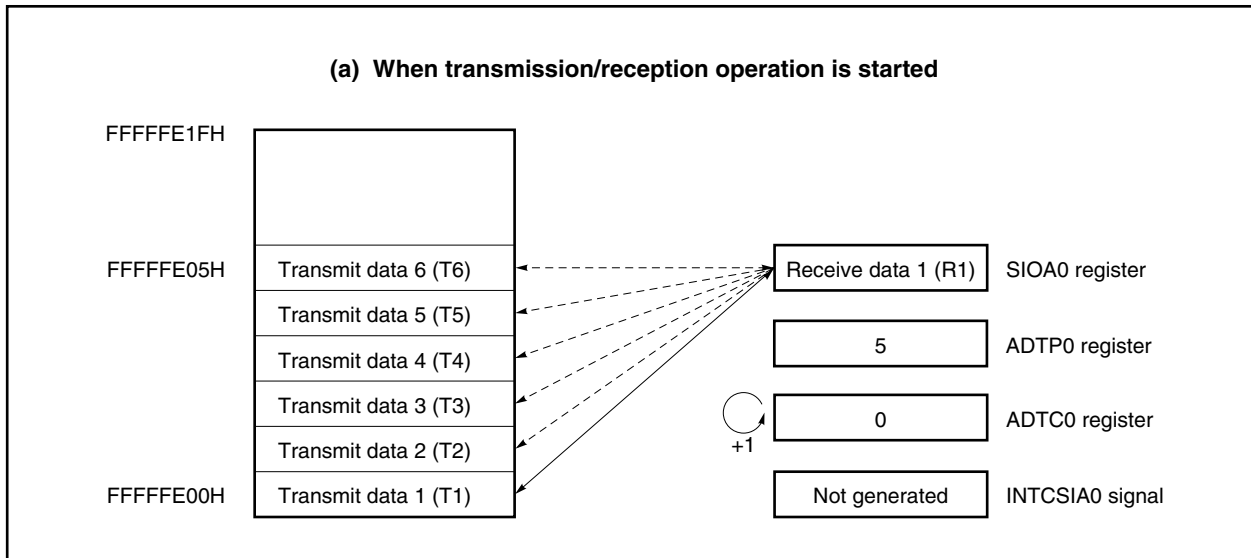 (a) When transmission/reception operation is started
FFFFFE1FH
FFFFFE05H Transmit data 6 (T6) Receive data 1 (R1) SIOA0 register
Transmit data 5 (T5)
5 ADTP0 register
Transmit data 4 (T4)
Transmit data 3 (T3)
0 ADTC0 register
+1
Transmit data 2 (T2)
FFFFFE00H Transmit data 1 (T1) Not generated INTCSIA0 signal